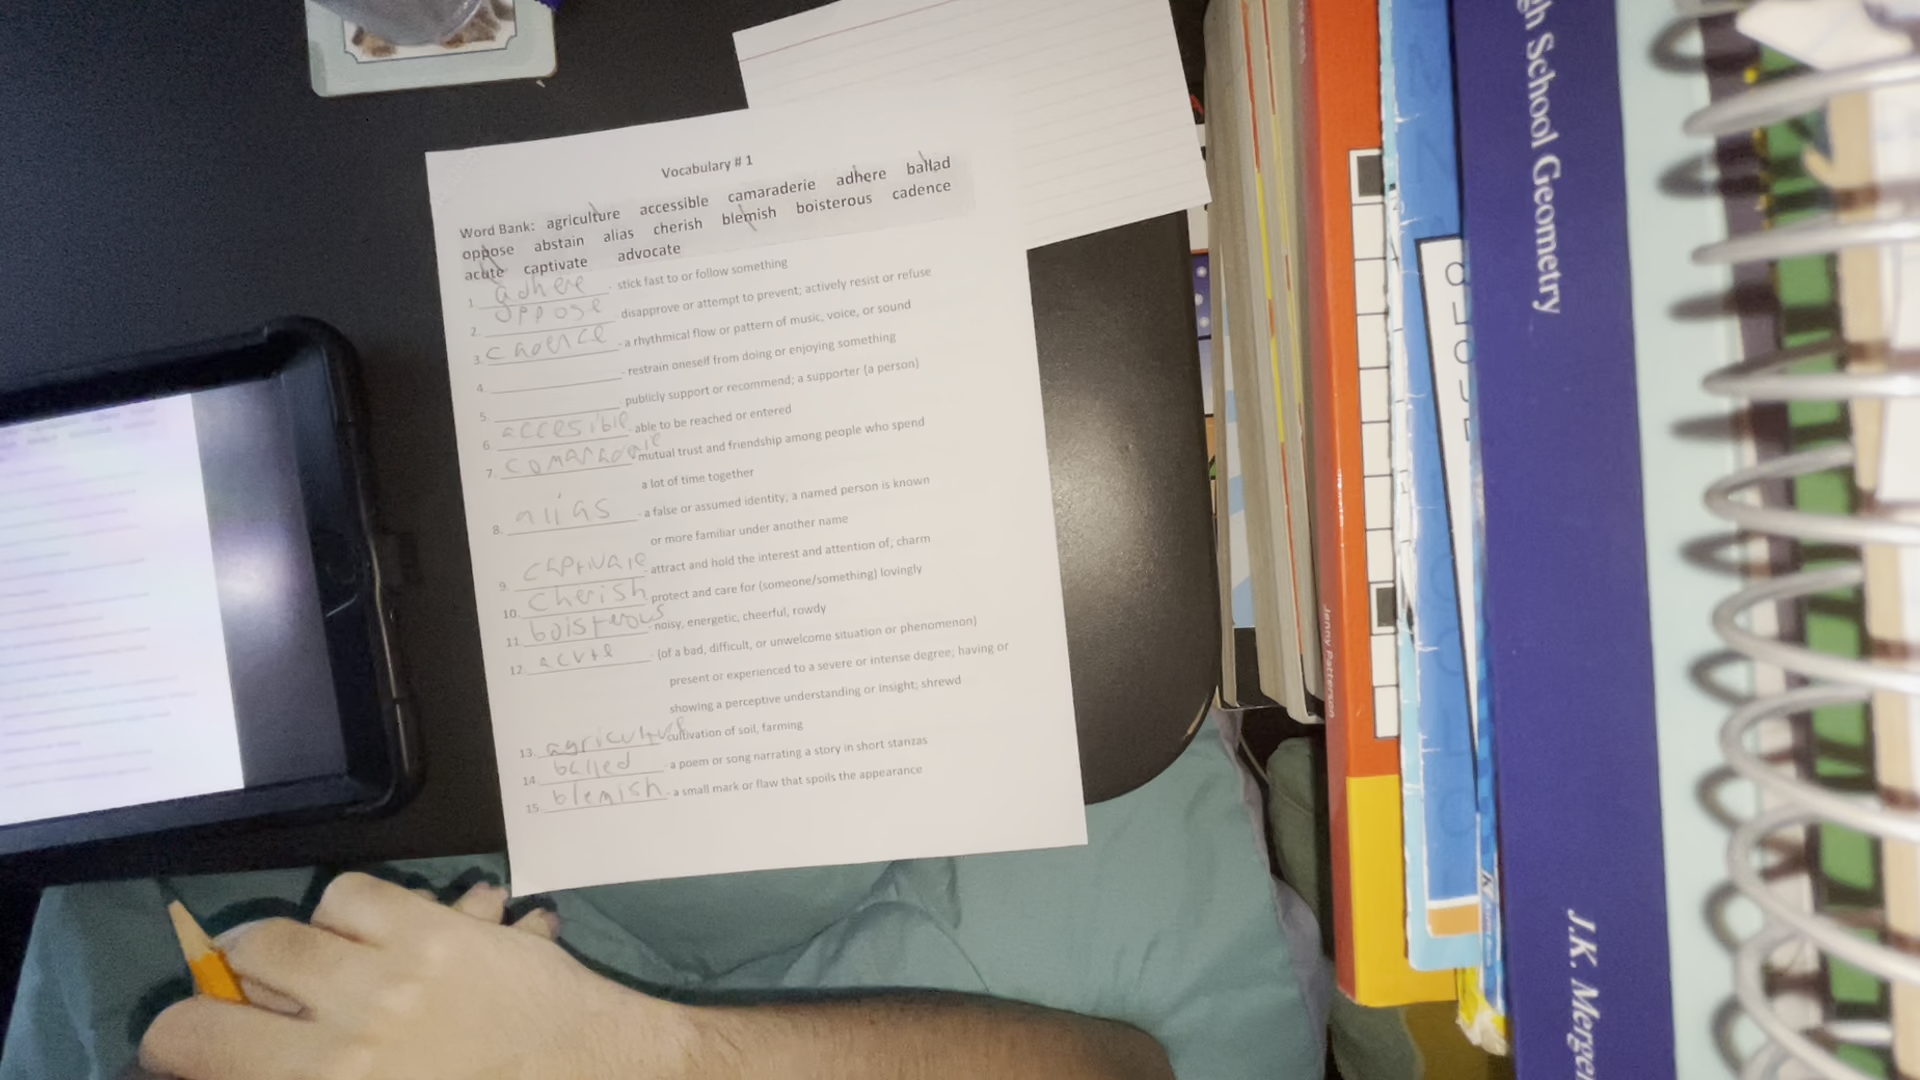 Vocabulary # 1
Word Bank: agriculture accessible camaraderie adhere ballad
oppose abstain alias cherish blemish boisterous cadence
acute captivate advocate
1. adhere - stick fast to or follow something
2. oppose disapprove or attempt to prevent; actively resist or refuse
3. cadence - a rhythmical flow or pattern of music, voice, or sound
4. - restrain oneself from doing or enjoying something
5. publicly support or recommend; a supporter (a person)
6. accesible - able to be reached or entered
7. mutual trust and friendship among people who spend
a lot of time together
8. alias - a false or assumed identity; a named person is known
or more familiar under another name
9. captivate - attract and hold the interest and attention of, charm
10. cherish protect and care for (someone/something) lovingly
11. boisterous - noisy, energetic, cheerful, rowdy
12. acute - (of a bad, difficult, or unwelcome situation or phenomenon)
present or experienced to a severe or intense degree; having or
showing a perceptive understanding or insight; shrewd
13. cultivation of soil, farming
14. balled - a poem or song narrating a story in short stanzas
15. blemish - a small mark or flaw that spoils the appearance
Jenny Patterson
gh School Geometry
J.K. Mergen